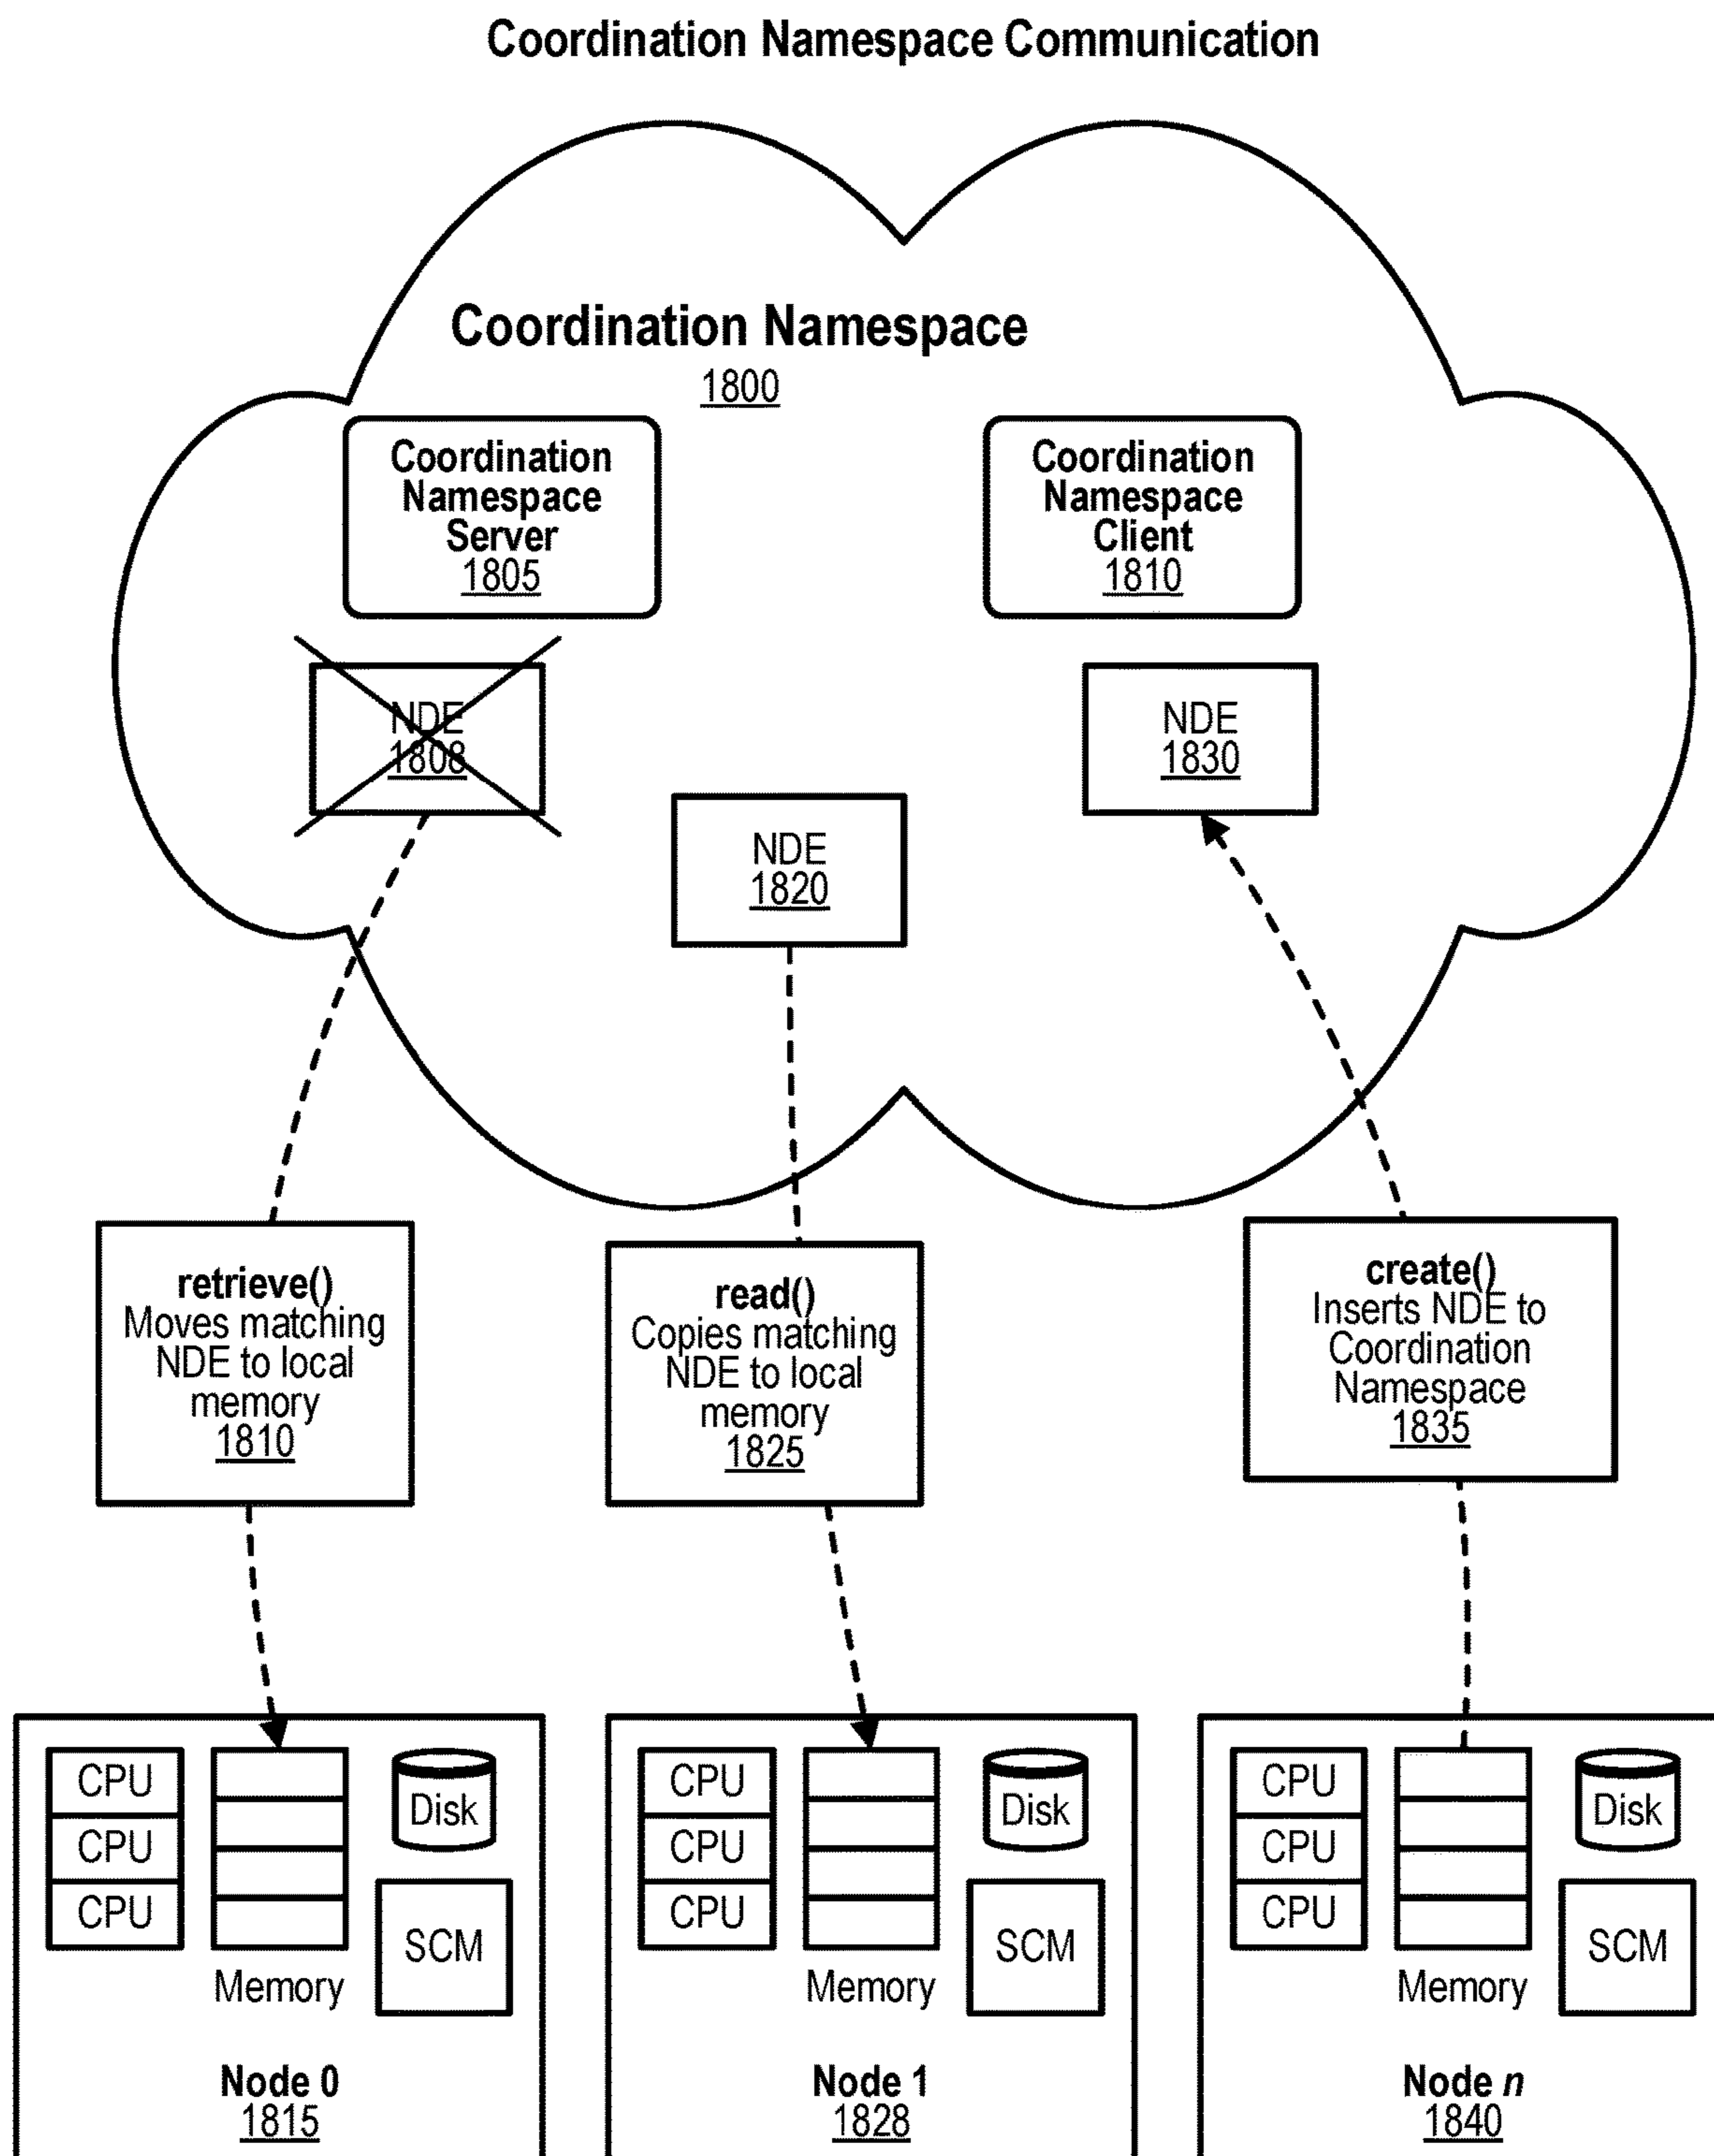 Coordination Namespace Communication
Coordination Namespace
1800
Coordination
Namespace
Server
1805
Coordination
Namespace
Client
1810
NDE
1808
NDE
1830
NDE
1820
retrieve()
Moves matching
NDE to local
memory
1810
read()
Copies matching
NDE to local
memory
1825
create()
Inserts NDE to
Coordination
Namespace
1835
CPU
CPU
CPU
Memory
Disk
SCM
Node 0
1815
CPU
CPU
CPU
Memory
Disk
SCM
Node 1
1828
CPU
CPU
CPU
Memory
Disk
SCM
Node n
1840